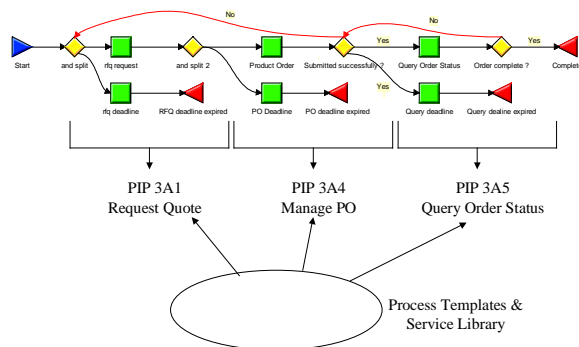 No
No
Yes
Yes
Start
and split
rfq request
and split 2
Product Order
Submitted successfully ?
Query Order Status
Order complete ?
Complete
Yes
rfq deadline
RFQ deadline expired
PO Deadline
PO deadline expired
Query deadline
Query dealine expired
PIP 3A1
Request Quote
PIP 3A4
Manage PO
PIP 3A5
Query Order Status
Process Templates &
Service Library